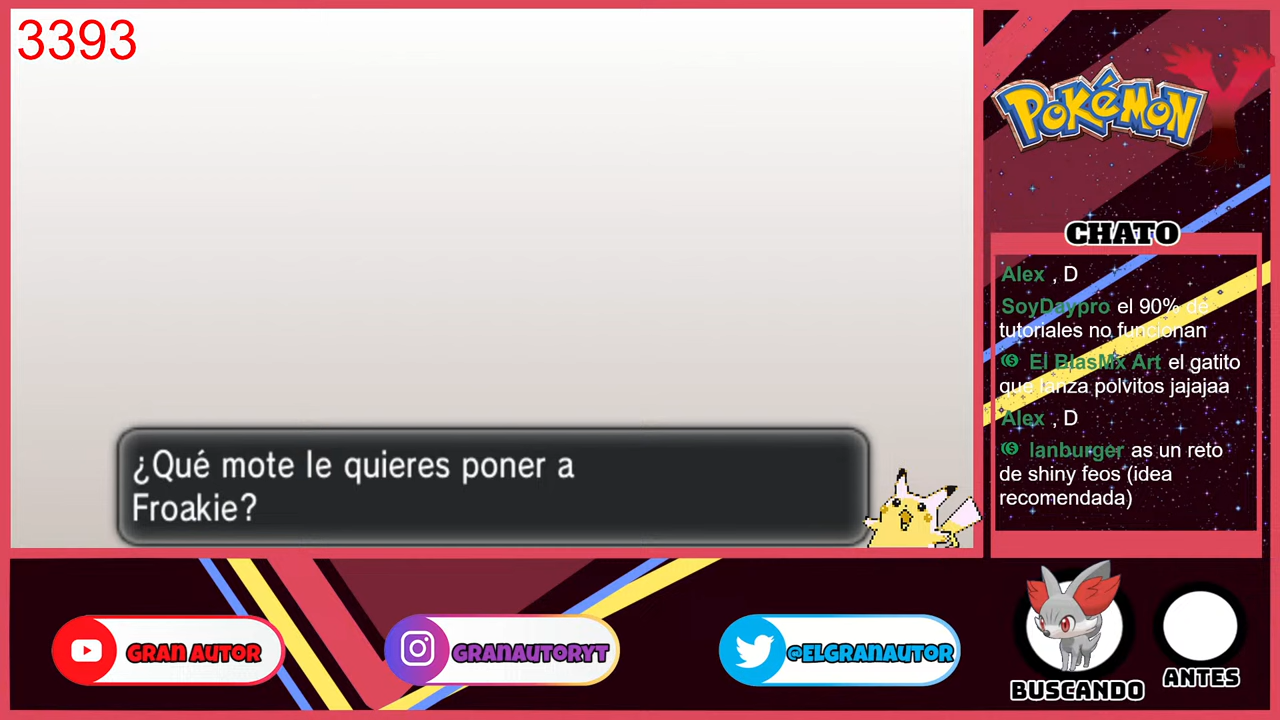 3393
POKéMON
Y
CHATO
Alex , D
SoyDaypro el 90% de
tutoriales no funcionan
El BlasMx Art el gatito
que lanza polvitos jajajaa
Alex , D
lanburger as un reto
de shiny feos (idea
recomendada)
¿Qué mote le quieres poner a
Froakie?
GRAN AUTOR
GRANAUTORYT
@ELGRANAUTOR
BUSCANDO
ANTES